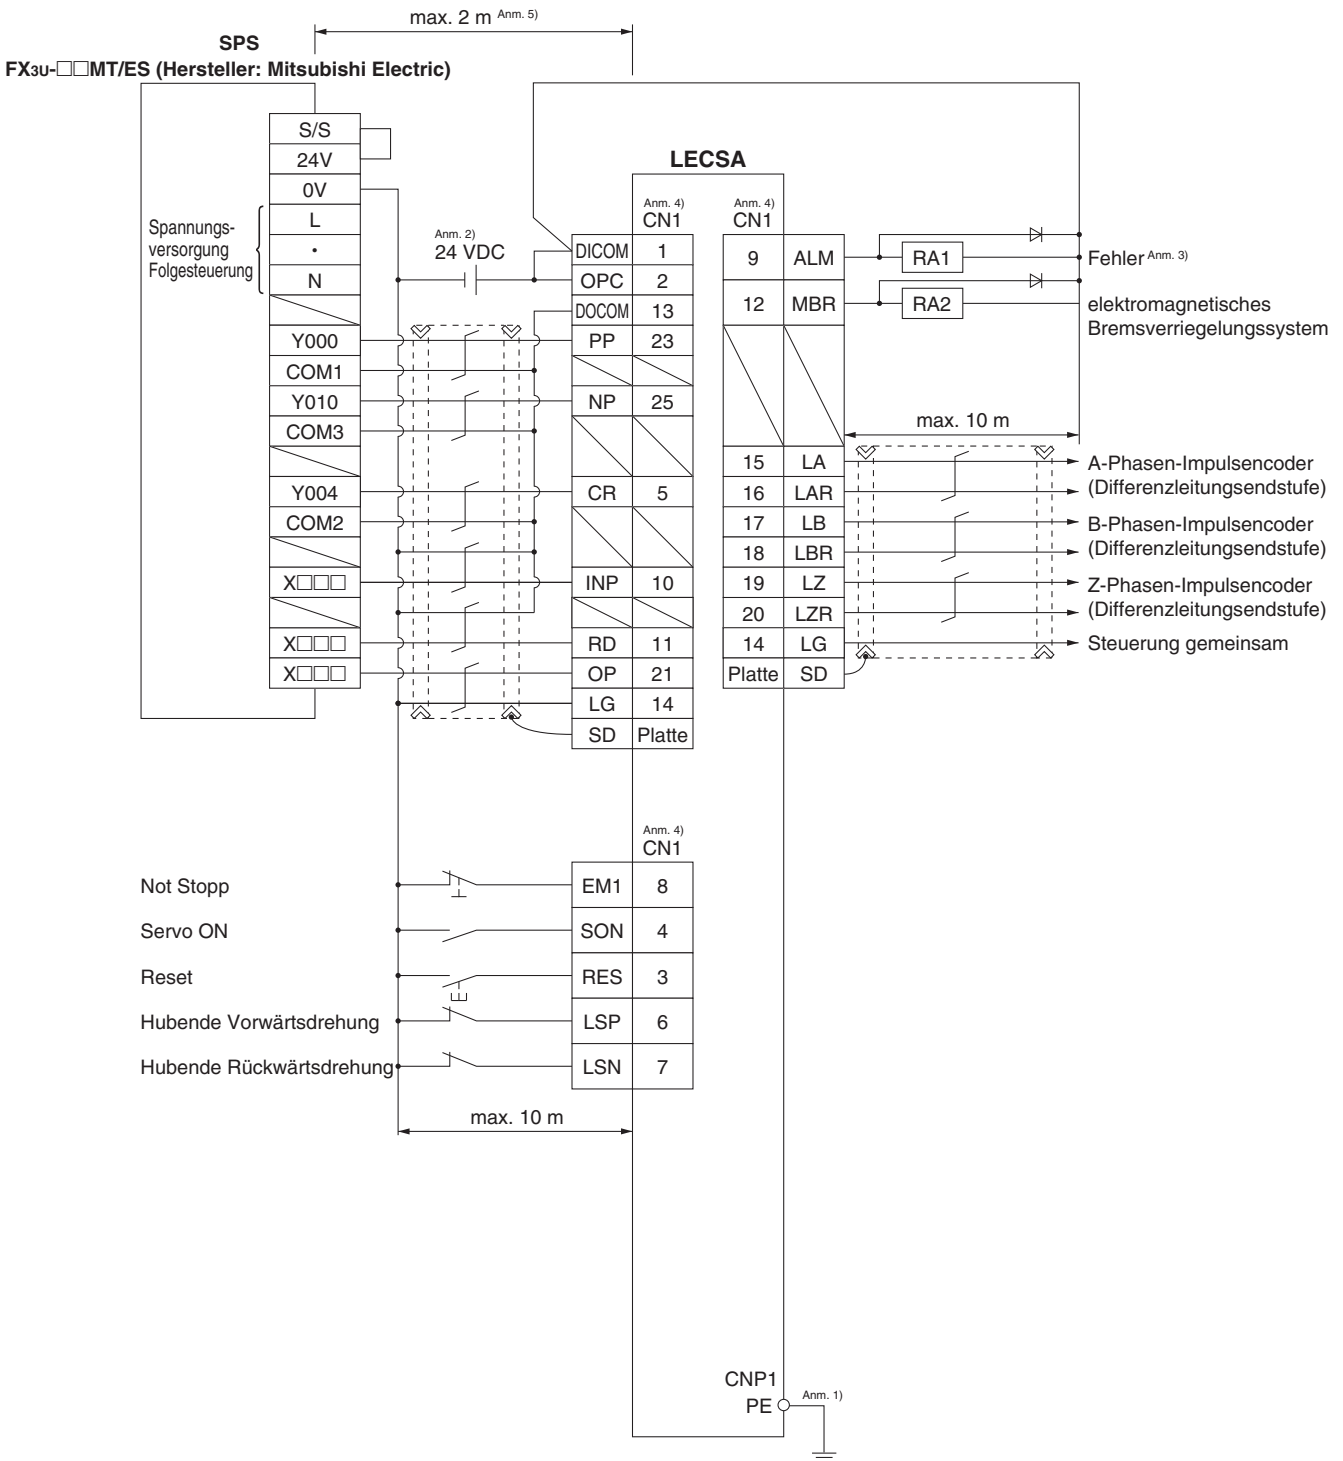 max. 2 m Anm. 5)
SPS
FX3U-□□MT/ES (Hersteller: Mitsubishi Electric)
S/S
24V
0V
L
•
N
Spannungs-
versorgung
Folgesteuerung
Y000
COM1
Y010
COM3
Y004
COM2
X□□□
X□□□
X□□□
Anm. 2)
24 VDC
LECSA
Anm. 4)
CN1
DICOM 1
OPC 2
DOCOM 13
PP 23
NP 25
CR 5
INP 10
RD 11
OP 21
LG 14
SD Platte
Anm. 4)
CN1
9 ALM
12 MBR
15 LA
16 LAR
17 LB
18 LBR
19 LZ
20 LZR
14 LG
Platte SD
RA1
Fehler Anm. 3)
RA2
elektromagnetisches
Bremsverriegelungssystem
max. 10 m
A-Phasen-Impulsencoder
(Differenzleitungsendstufe)
B-Phasen-Impulsencoder
(Differenzleitungsendstufe)
Z-Phasen-Impulsencoder
(Differenzleitungsendstufe)
Steuerung gemeinsam
Anm. 4)
CN1
Not Stopp EM1 8
Servo ON SON 4
Reset RES 3
Hubende Vorwärtsdrehung LSP 6
Hubende Rückwärtsdrehung LSN 7
max. 10 m
CNP1
PE Anm. 1)